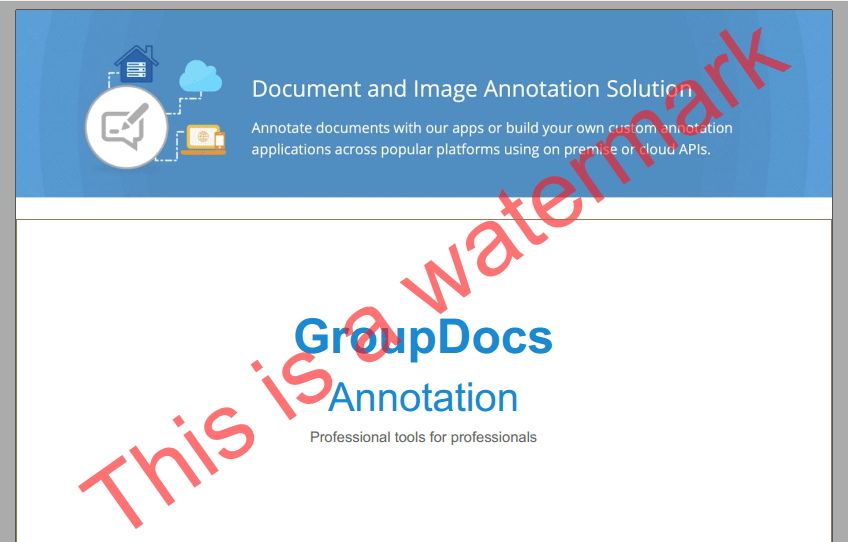 Document and Image Annotation Solution
Annotate documents with our apps or build your own custom annotation
applications across popular platforms using on premise or cloud APIs.
This is a watermark
GroupDocs
Annotation
Professional tools for professionals